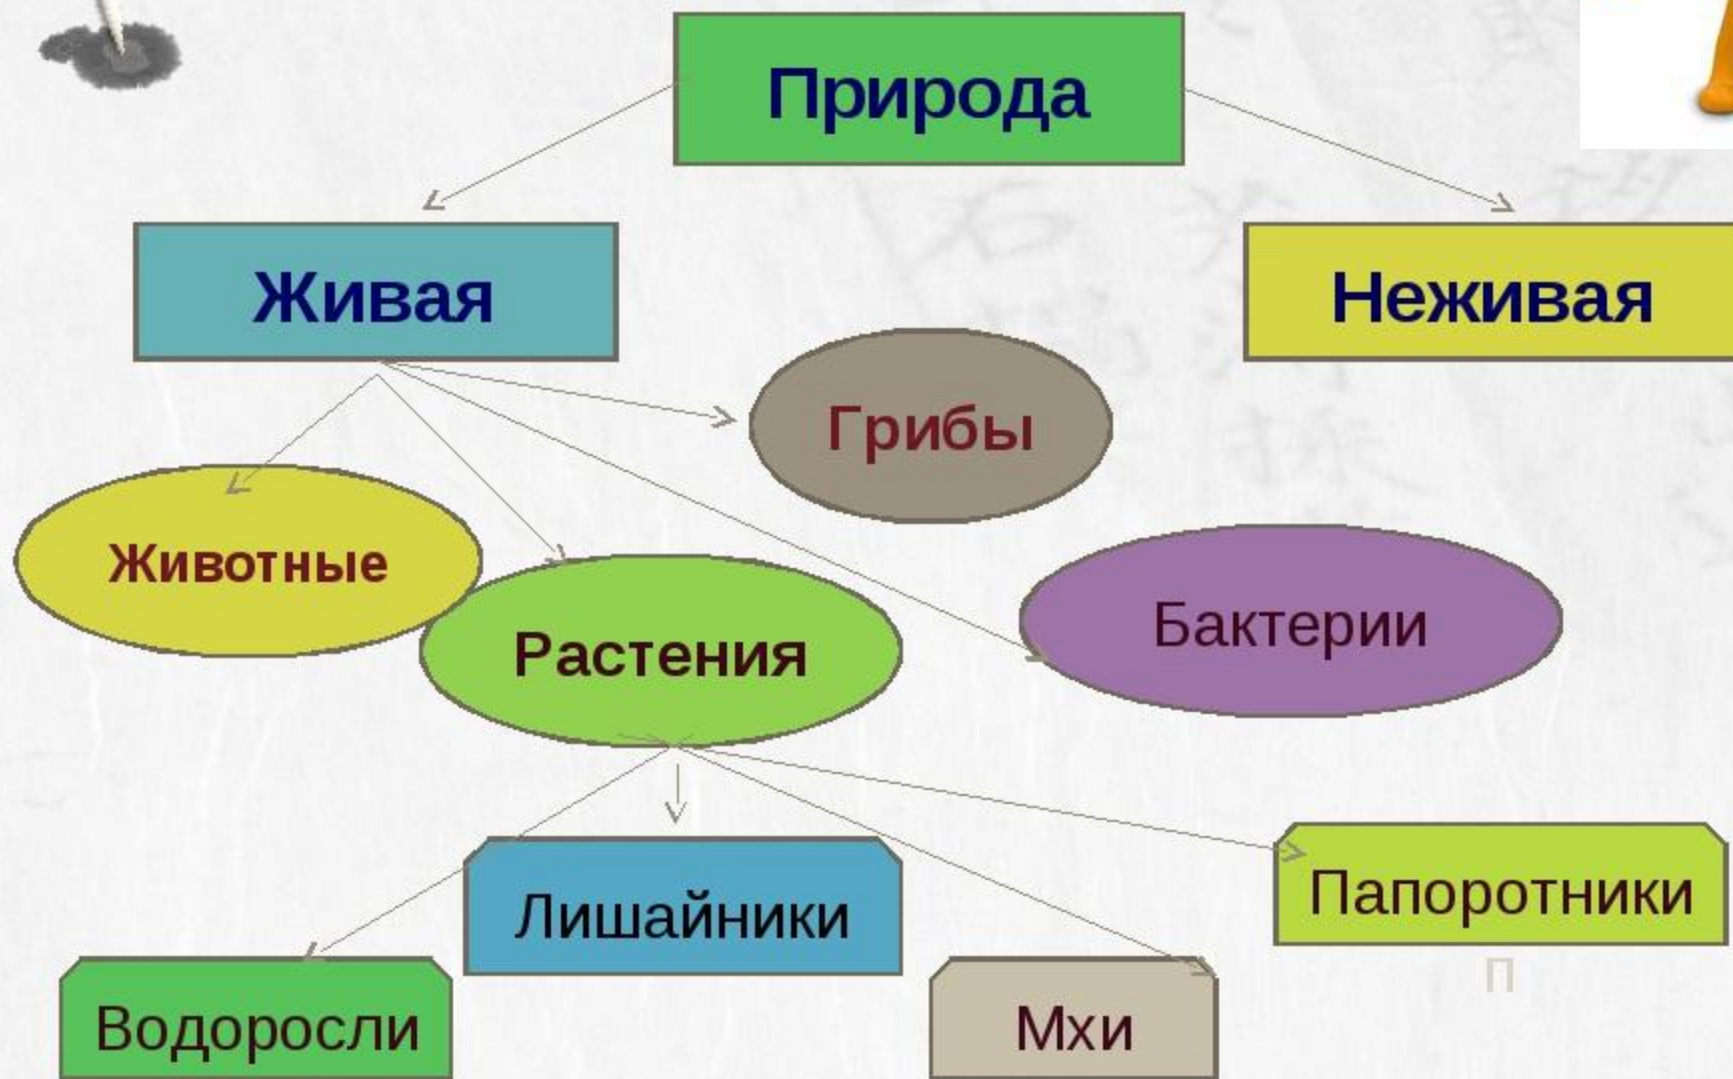 Природа
Живая
Неживая
Грибы
Животные
Растения
Бактерии
Лишайники
Папоротники
П
Водоросли
Мхи